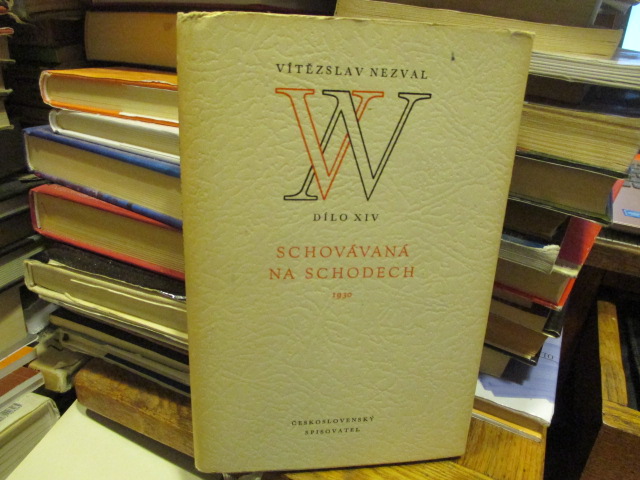 VÍTĚZSLAV NEZVAL
VN
DÍLO XIV
SCHOVÁVANÁ
NA SCHODECH
1930
ČESKOSLOVENSKÝ
SPISOVATEL